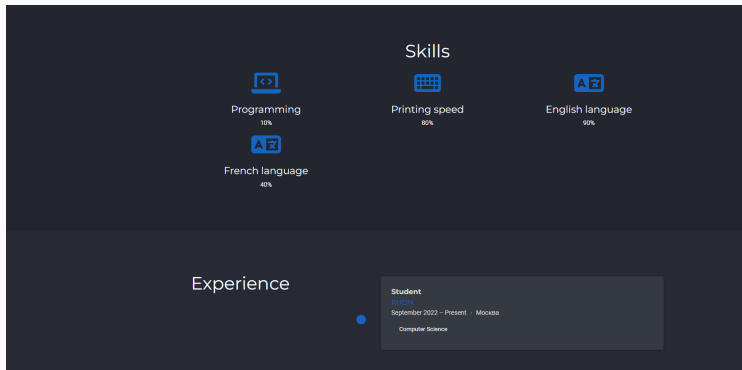 Skills
Programming
10%
Printing speed
80%
English language
90%
French language
40%
Experience
Student
RUDN
September 2022 – Present · Москва
Computer Science